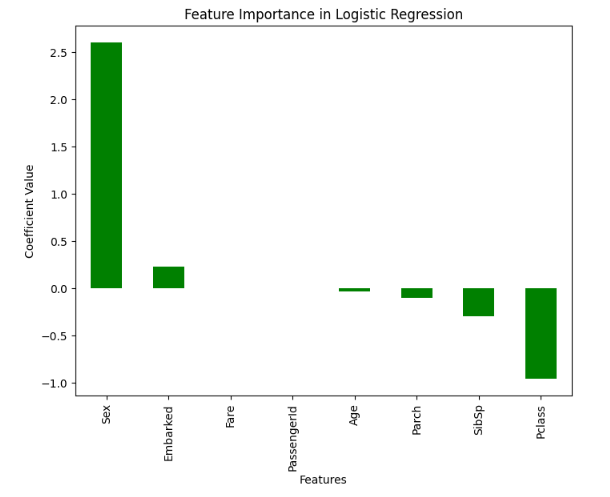 Feature Importance in Logistic Regression
2.5
2.0
1.5
1.0
0.5
0.0
−0.5
−1.0
Coefficient Value
Sex
Embarked
Fare
PassengerId
Age
Parch
SibSp
Pclass
Features